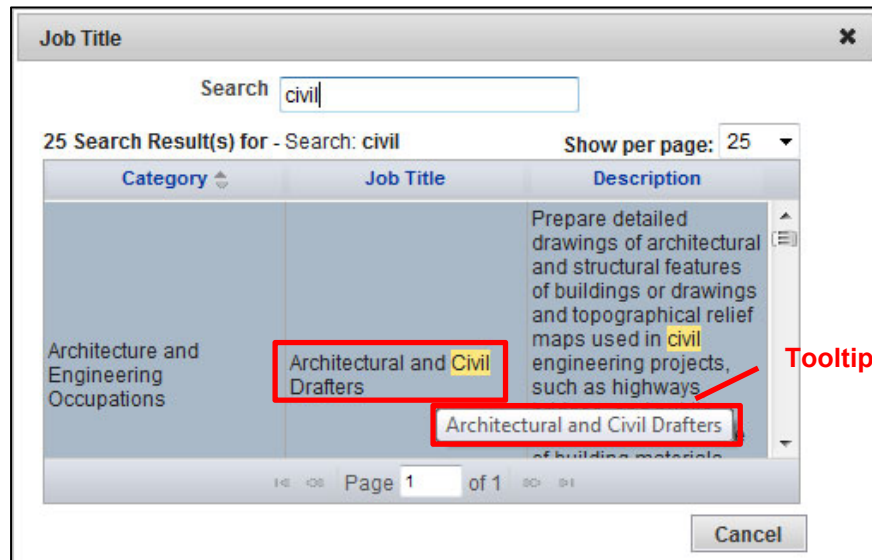 Job Title
Search civil
25 Search Result(s) for - Search: civil Show per page: 25
Category Job Title Description
Prepare detailed
drawings of architectural
and structural features
of buildings or drawings
and topographical relief
maps used in civil
Architecture and
Engineering
Occupations
Architectural and Civil
Drafters
engineering projects,
such as highways
Tooltip
Architectural and Civil Drafters
of building materials
Page 1 of 1
Cancel